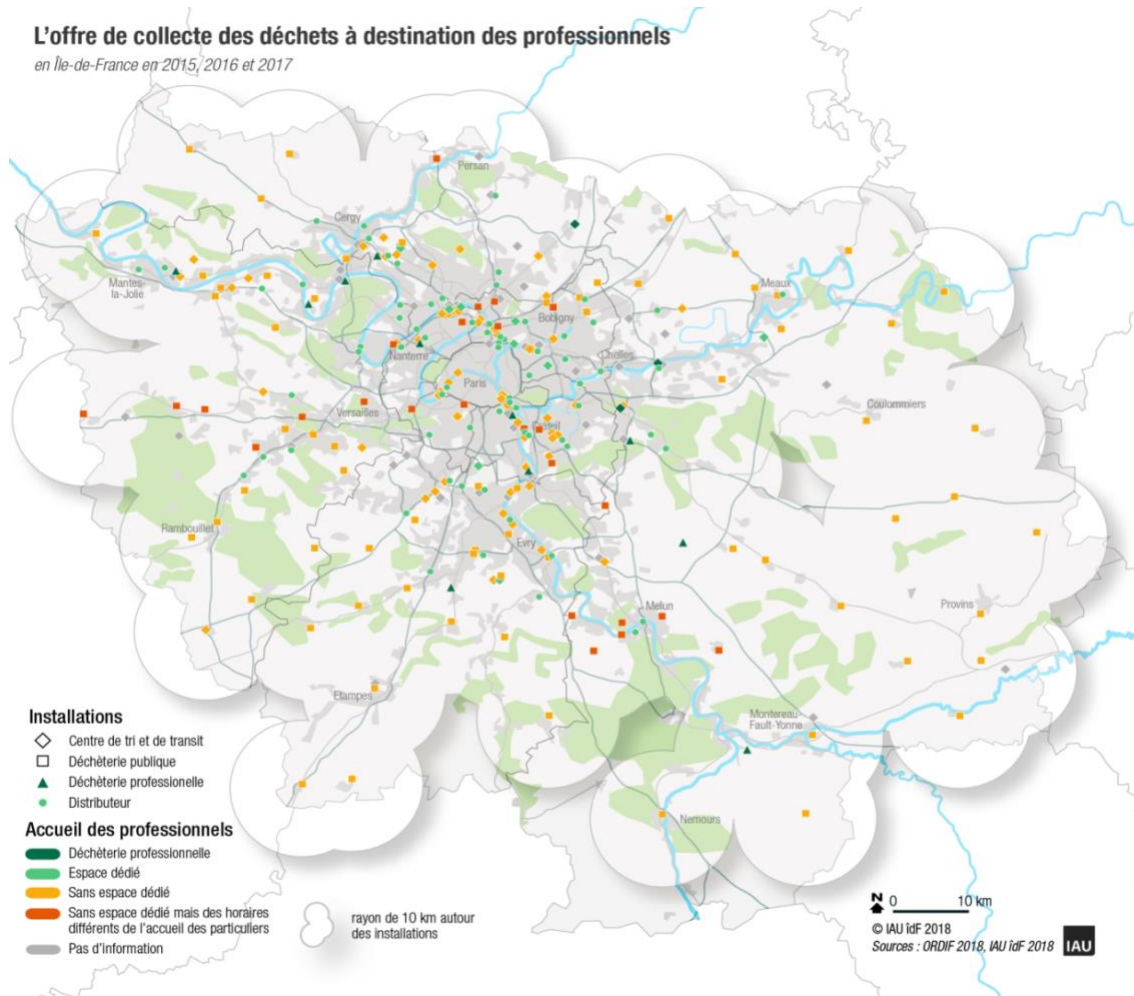 L'offre de collecte des déchets à destination des professionnels
en Île-de-France en 2015, 2016 et 2017
Persan
Cergy
Mantes-
la-Jolie
Meaux
Bobigny
Nanterre
Chelles
Paris
Coulommiers
Versailles
Créteil
Rambouillet
Evry
Melun
Provins
Etampes
Montereau-
Fault-Yonne
Nemours
Installations
Centre de tri et de transit
Déchèterie publique
Déchèterie professionelle
Distributeur
Accueil des professionnels
Déchèterie professionnelle
Espace dédié
Sans espace dédié
Sans espace dédié mais des horaires
différents de l'accueil des particuliers
Pas d'information
rayon de 10 km autour
des installations
N 0 10 km
© IAU îdF 2018
Sources : ORDIF 2018, IAU îdF 2018
IAU